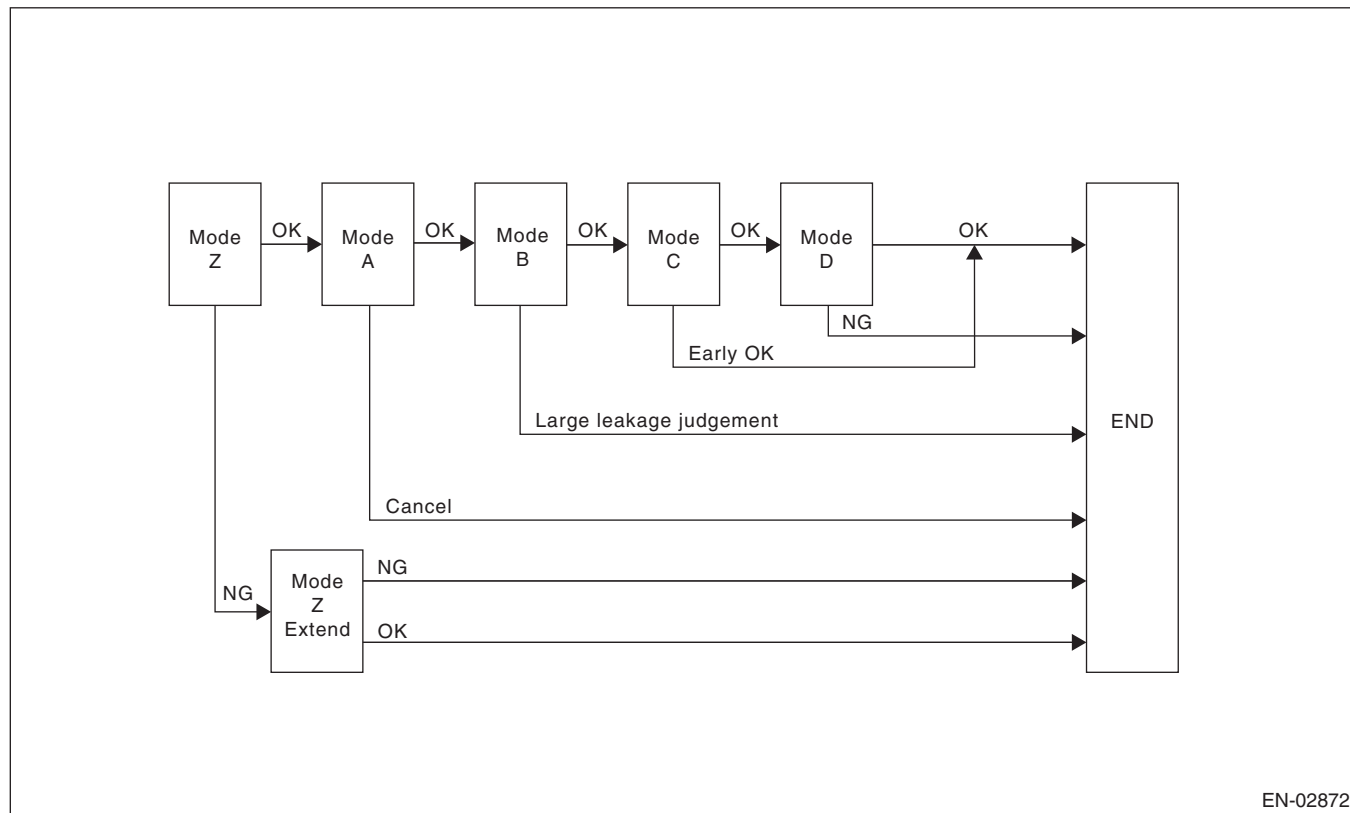 Mode
Z
OK
Mode
A
OK
Mode
B
OK
Mode
C
OK
Mode
D
OK
NG
Early OK
Large leakage judgement
END
Cancel
NG
Mode
Z
Extend
NG
OK
EN-02872